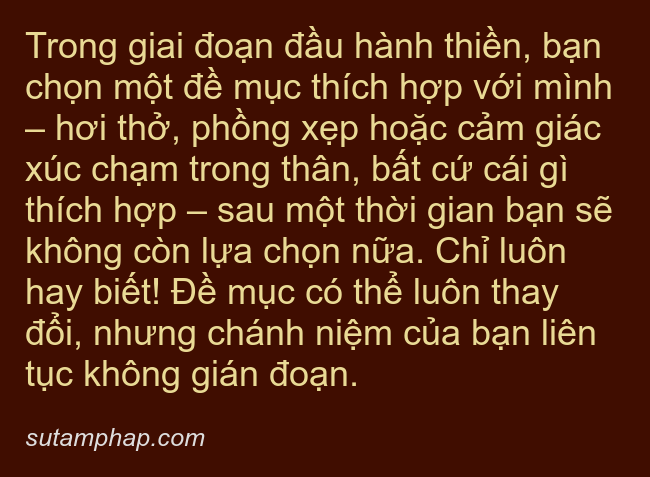 Trong giai đoạn đầu hành thiền, bạn
chọn một đề mục thích hợp với mình
– hơi thở, phồng xẹp hoặc cảm giác
xúc chạm trong thân, bất cứ cái gì
thích hợp – sau một thời gian bạn sẽ
không còn lựa chọn nữa. Chỉ luôn
hay biết! Đề mục có thể luôn thay
đổi, nhưng chánh niệm của bạn liên
tục không gián đoạn.
sutamphap.com